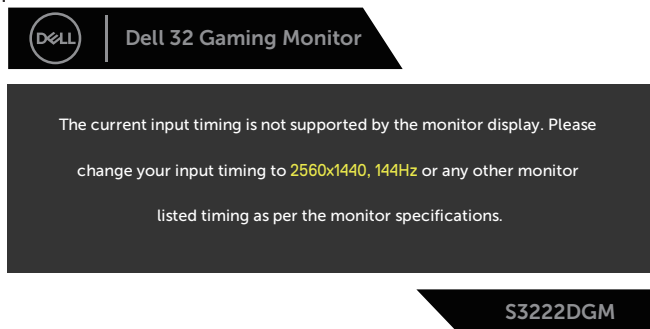 DELL
Dell 32 Gaming Monitor
The current input timing is not supported by the monitor display. Please
change your input timing to 2560x1440, 144Hz or any other monitor
listed timing as per the monitor specifications.
S3222DGM